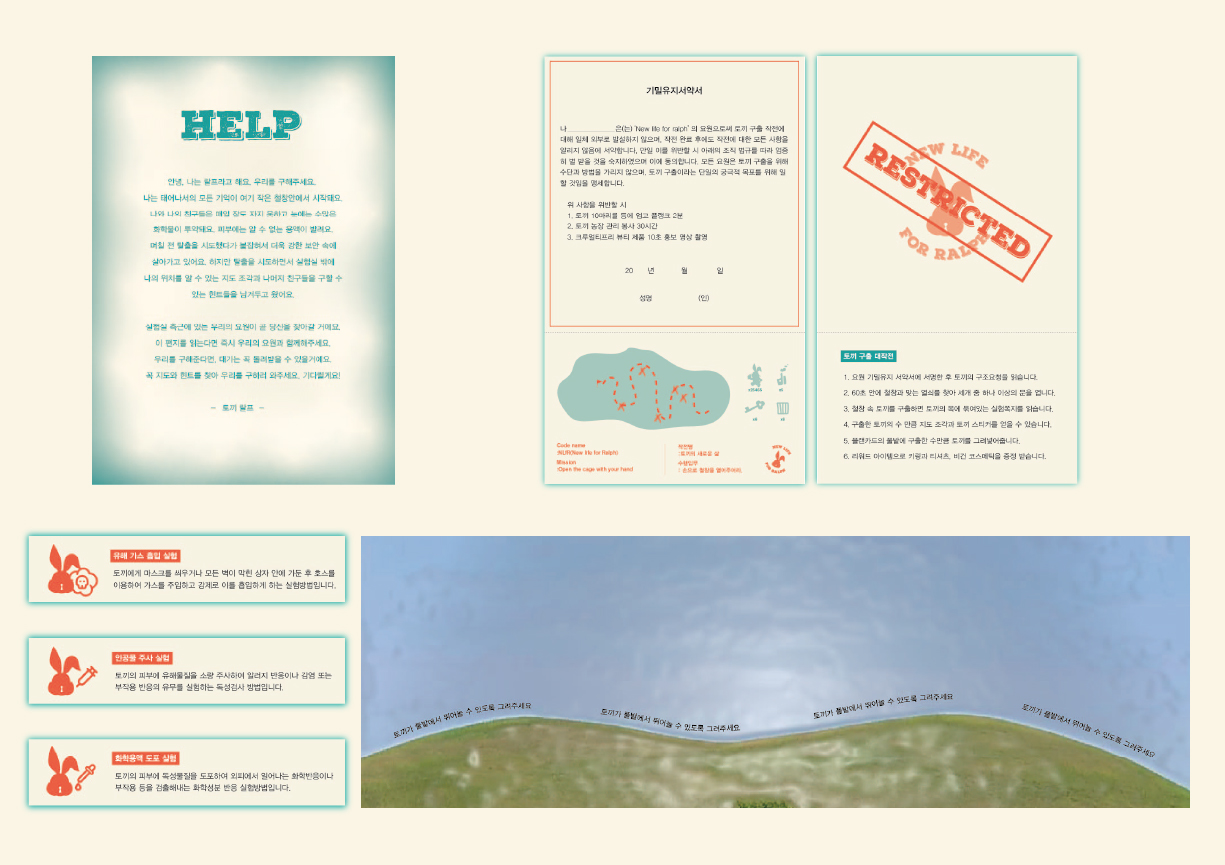 HELP
안녕, 나는 랄프라고 해요. 우리를 구해주세요.
나는 태어나서의 모든 기억이 여기 작은 철장안에서 시작돼요.
나와 나의 친구들은 매일 잠도 자지 못하고 눈에는 수많은
화학물이 투약돼요. 피부에는 알 수 없는 용액이 발려요.
며칠 전 탈출을 시도했다가 붙잡혀서 더욱 강한 보안 속에
살아가고 있어요. 하지만 탈출을 시도하면서 실험실 밖에
나의 위치를 알 수 있는 지도 조각과 나머지 친구들을 구할 수
있는 힌트들을 남겨두고 왔어요.
실험실 측근에 있는 우리의 요원이 곧 당신을 찾아갈 거에요.
이 편지를 읽는다면 즉시 우리의 요원과 함께해주세요.
우리를 구해준다면, 대가는 꼭 돌려받을 수 있을거에요.
꼭 지도와 힌트를 찾아 우리를 구하러 와주세요. 기다릴게요!
– 토끼 랄프 –
기밀유지서약서
나 은(는) 'New life for ralph' 의 요원으로써 토끼 구출 작전에
대해 일체 외부로 발설하지 않으며, 작전 완료 후에도 작전에 대한 모든 사항을
알리지 않음에 서약합니다. 만일 이를 위반할 시 아래의 조직 법규를 따라 엄중
히 벌 받을 것을 숙지하였으며 이에 동의합니다. 모든 요원은 토끼 구출을 위해
수단과 방법을 가리지 않으며, 토끼 구출이라는 단일의 궁극적 목표를 위해 일
할 것임을 명세합니다.
위 사항을 위반할 시
1. 토끼 10마리를 등에 업고 플랭크 2분
2. 토끼 농장 관리 봉사 30시간
3. 크루얼티프리 뷰티 제품 10초 홍보 영상 촬영
20 년 월 일
성명 (인)
Code name
:NLR(New life for Ralph)
Mission
:Open the cage with your hand
작전명
:토끼의 새로운 삶
수행임무
: 손으로 철장을 열어주어라.
NEW LIFE
FOR RALPH
NEW LIFE
RESTRICTED
FOR RALPH
토끼 구출 대작전
1. 요원 기밀유지 서약서에 서명한 후 토끼의 구조요청을 읽습니다.
2. 60초 안에 철장과 맞는 열쇠를 찾아 세개 중 하나 이상의 문을 엽니다.
3. 철장 속 토끼를 구출하면 토끼의 목에 묶여있는 실험쪽지를 읽습니다.
4. 구출한 토끼의 수 만큼 지도 조각과 토끼 스티커를 얻을 수 있습니다.
5. 플랜카드의 풀밭에 구출한 수만큼 토끼를 그려넣어줍니다.
6. 리워드 아이템으로 키링과 티셔츠, 비건 코스메틱을 증정 받습니다.
유해 가스 흡입 실험
토끼에게 마스크를 씌우거나 모든 벽이 막힌 상자 안에 가둔 후 호스를
이용하여 가스를 주입하고 강제로 이를 흡입하게 하는 실험방법입니다.
인공물 주사 실험
토끼의 피부에 유해물질을 소량 주사하여 알러지 반응이나 감염 또는
부작용 반응의 유무를 실험하는 독성검사 방법입니다.
화학용액 도포 실험
토끼의 피부에 독성물질을 도포하여 외피에서 일어나는 화학반응이나
부작용 등을 검출해내는 화학성분 반응 실험방법입니다.
토끼가 풀밭에서 뛰어놀 수 있도록 그려주세요
토끼가 풀밭에서 뛰어놀 수 있도록 그려주세요
토끼가 풀밭에서 뛰어놀 수 있도록 그려주세요
토끼가 풀밭에서 뛰어놀 수 있도록 그려주세요